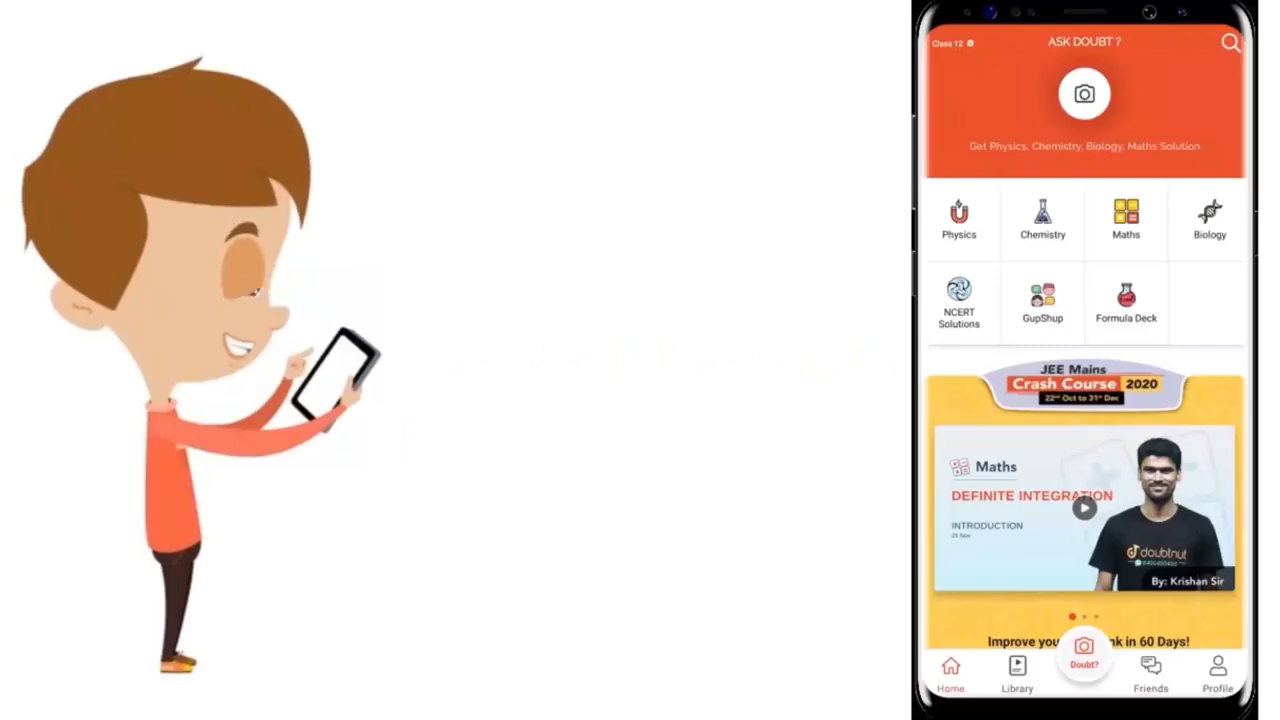 Class 12
ASK DOUBT ?
Get Physics, Chemistry, Biology, Maths Solution
Physics
Chemistry
Maths
Biology
NCERT
Solutions
GupShup
Formula Deck
JEE Mains
Crash Course 2020
22nd Oct to 31st Dec
Maths
DEFINITE INTEGRATION
INTRODUCTION
doubtnut
By: Krishan Sir
Improve you nk in 60 Days!
Doubt?
Home
Library
Friends
Profile